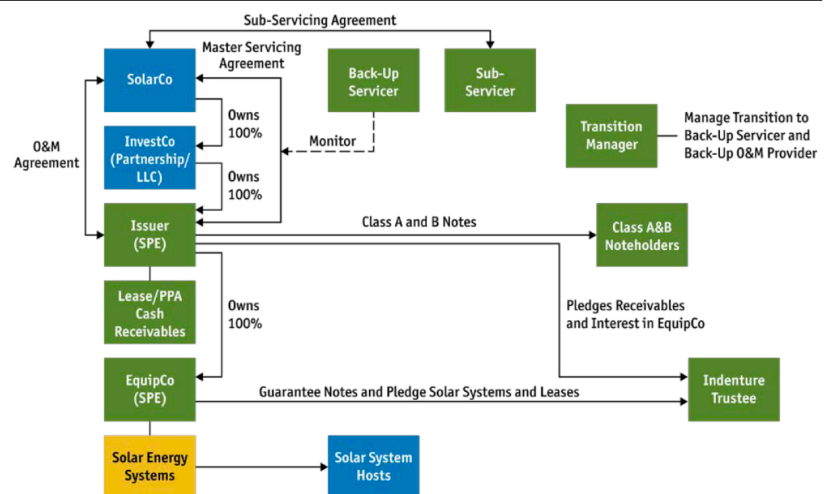 Sub-Servicing Agreement
SolarCo
Master Servicing
Agreement
Back-Up
Servicer
Sub-
Servicer
Owns
100%
Transition
Manager
Manage Transition to
Back-Up Servicer and
Back-Up O&M Provider
O&M
Agreement
InvestCo
(Partnership/
LLC)
Monitor
Owns
100%
Issuer
(SPE)
Class A and B Notes
Class A&B
Noteholders
Lease/PPA
Cash
Receivables
Owns
100%
Pledges Receivables
and Interest in EquipCo
EquipCo
(SPE)
Guarantee Notes and Pledge Solar Systems and Leases
Indenture
Trustee
Solar Energy
Systems
Solar System
Hosts